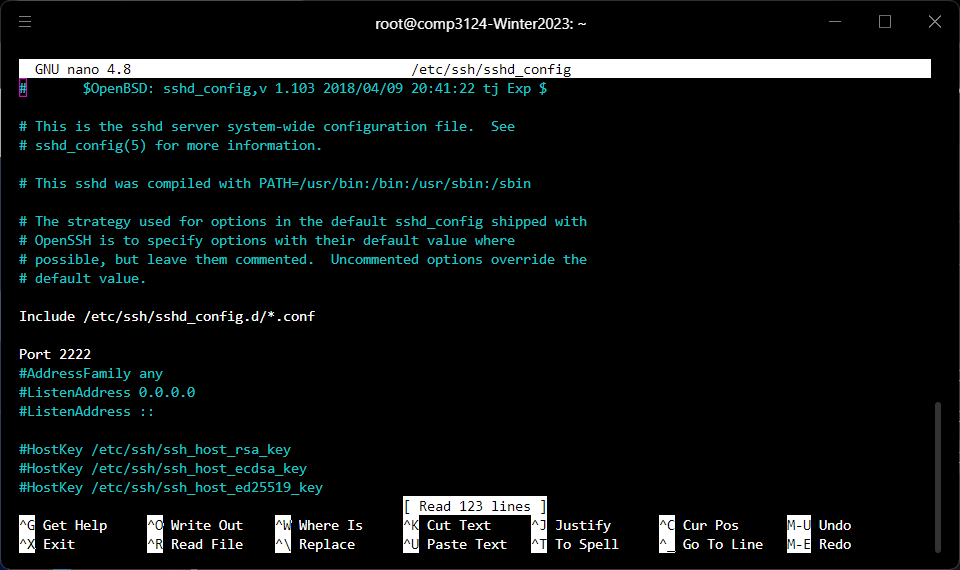 root@comp3124-Winter2023: ~
GNU nano 4.8 /etc/ssh/sshd_config
# $OpenBSD: sshd_config,v 1.103 2018/04/09 20:41:22 tj Exp $
# This is the sshd server system-wide configuration file.  See
# sshd_config(5) for more information.
# This sshd was compiled with PATH=/usr/bin:/bin:/usr/sbin:/sbin
# The strategy used for options in the default sshd_config shipped with
# OpenSSH is to specify options with their default value where
# possible, but leave them commented.  Uncommented options override the
# default value.
Include /etc/ssh/sshd_config.d/*.conf
Port 2222
#AddressFamily any
#ListenAddress 0.0.0.0
#ListenAddress ::
#HostKey /etc/ssh/ssh_host_rsa_key
#HostKey /etc/ssh/ssh_host_ecdsa_key
#HostKey /etc/ssh/ssh_host_ed25519_key
[ Read 123 lines ]
^G Get Help ^O Write Out ^W Where Is ^K Cut Text ^J Justify ^C Cur Pos M-U Undo
^X Exit ^R Read File ^\ Replace ^U Paste Text ^T To Spell ^_ Go To Line M-E Redo